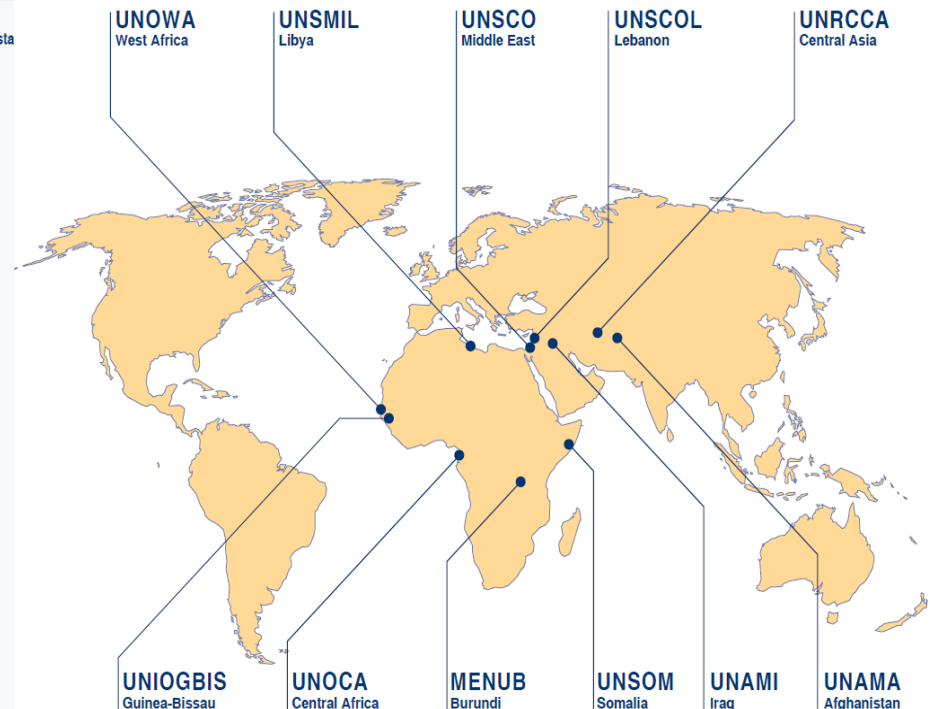 UNOWA
West Africa
UNSMIL
Libya
UNSCO
Middle East
UNSCOL
Lebanon
UNRCCA
Central Asia
UNIOGBIS
Guinea-Bissau
UNOCA
Central Africa
MENUB
Burundi
UNSOM
Somalia
UNAMI
Iraq
UNAMA
Afghanistan